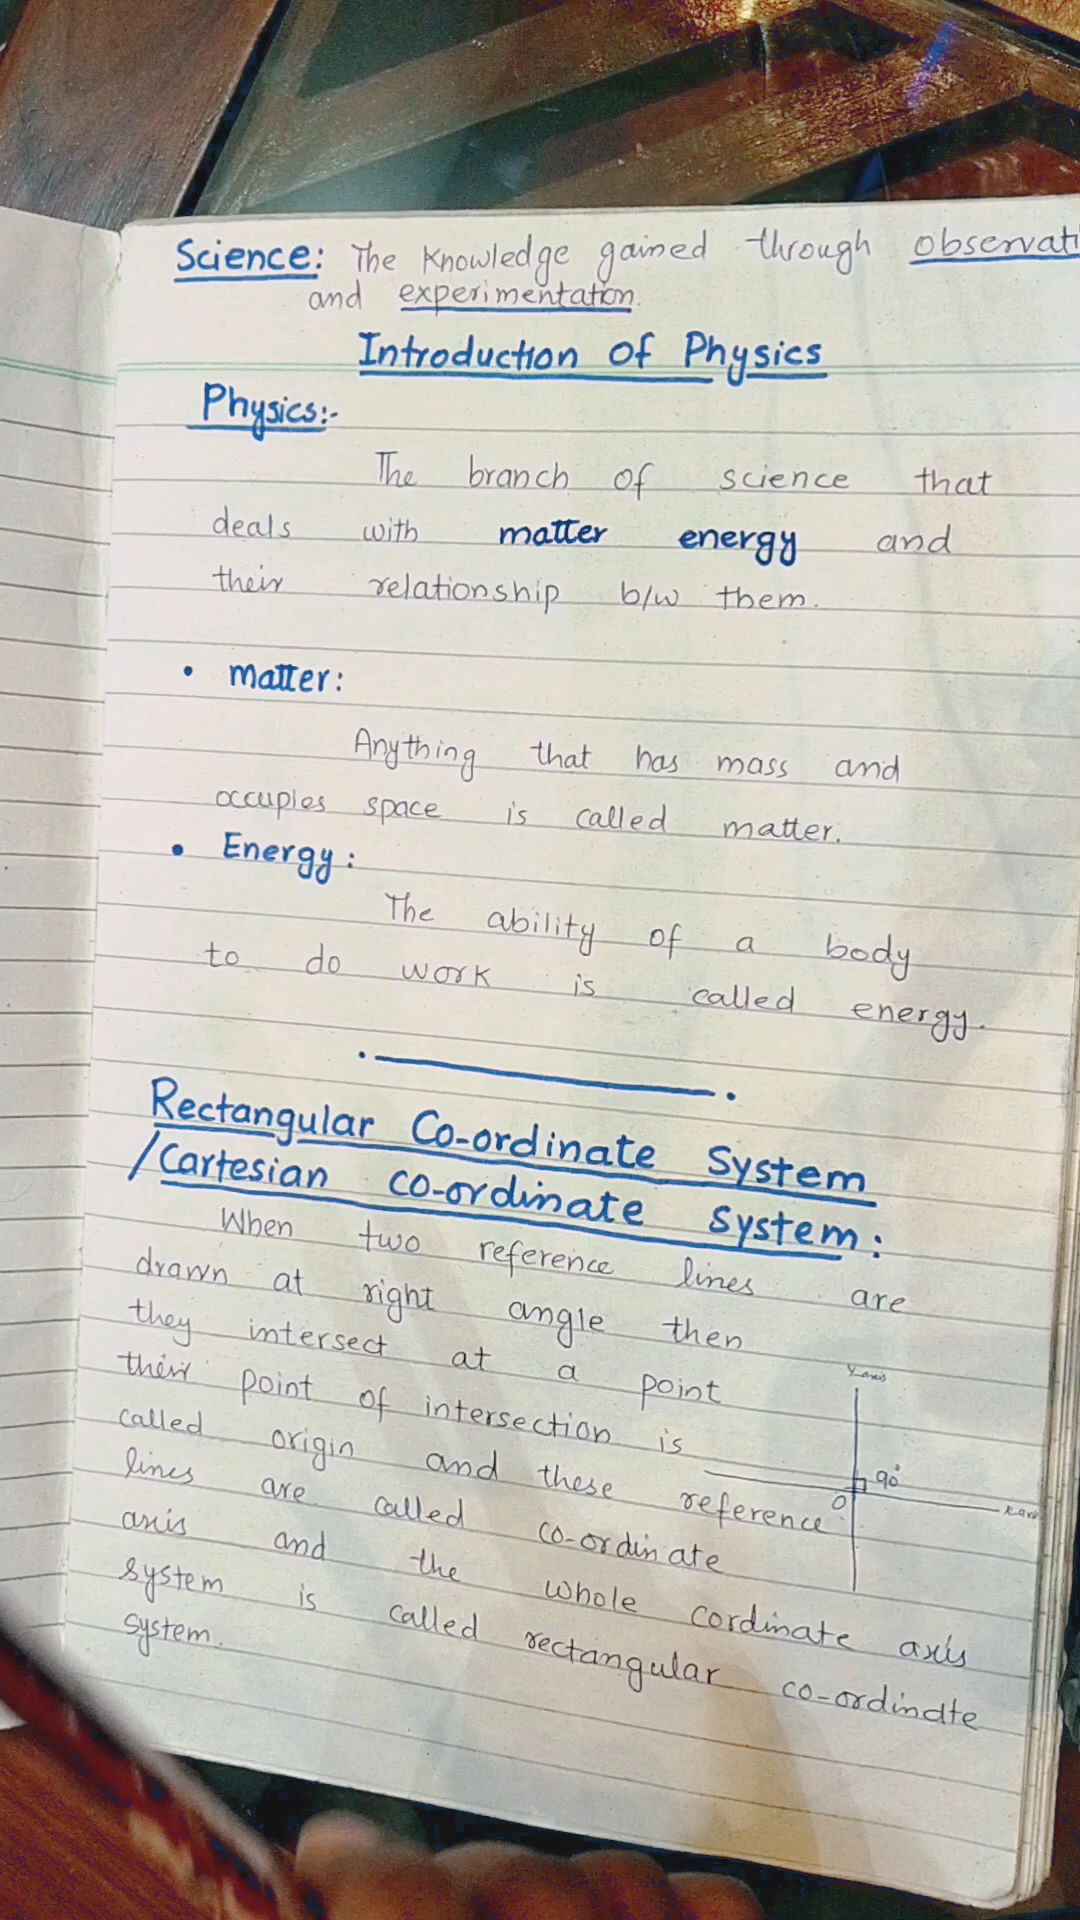 Science: The Knowledge gained through observati
and experimentation.
Introduction of Physics
Physics:-
The branch of science that
deals with matter energy and
their relationship b/w them.
• matter:
Anything that has mass and
occupies space is called matter.
• Energy:
The ability of a body
to do work is called energy.
Rectangular Co-ordinate System
/Cartesian co-ordinate system:
When two reference lines are
drawn at right angle then
they intersect at a point
their point of intersection is
called origin and these reference
lines are called co-ordinate
axis and the whole cordinate axis
system is called rectangular co-ordinate
system.
Y-axis
90°
O
x-axi